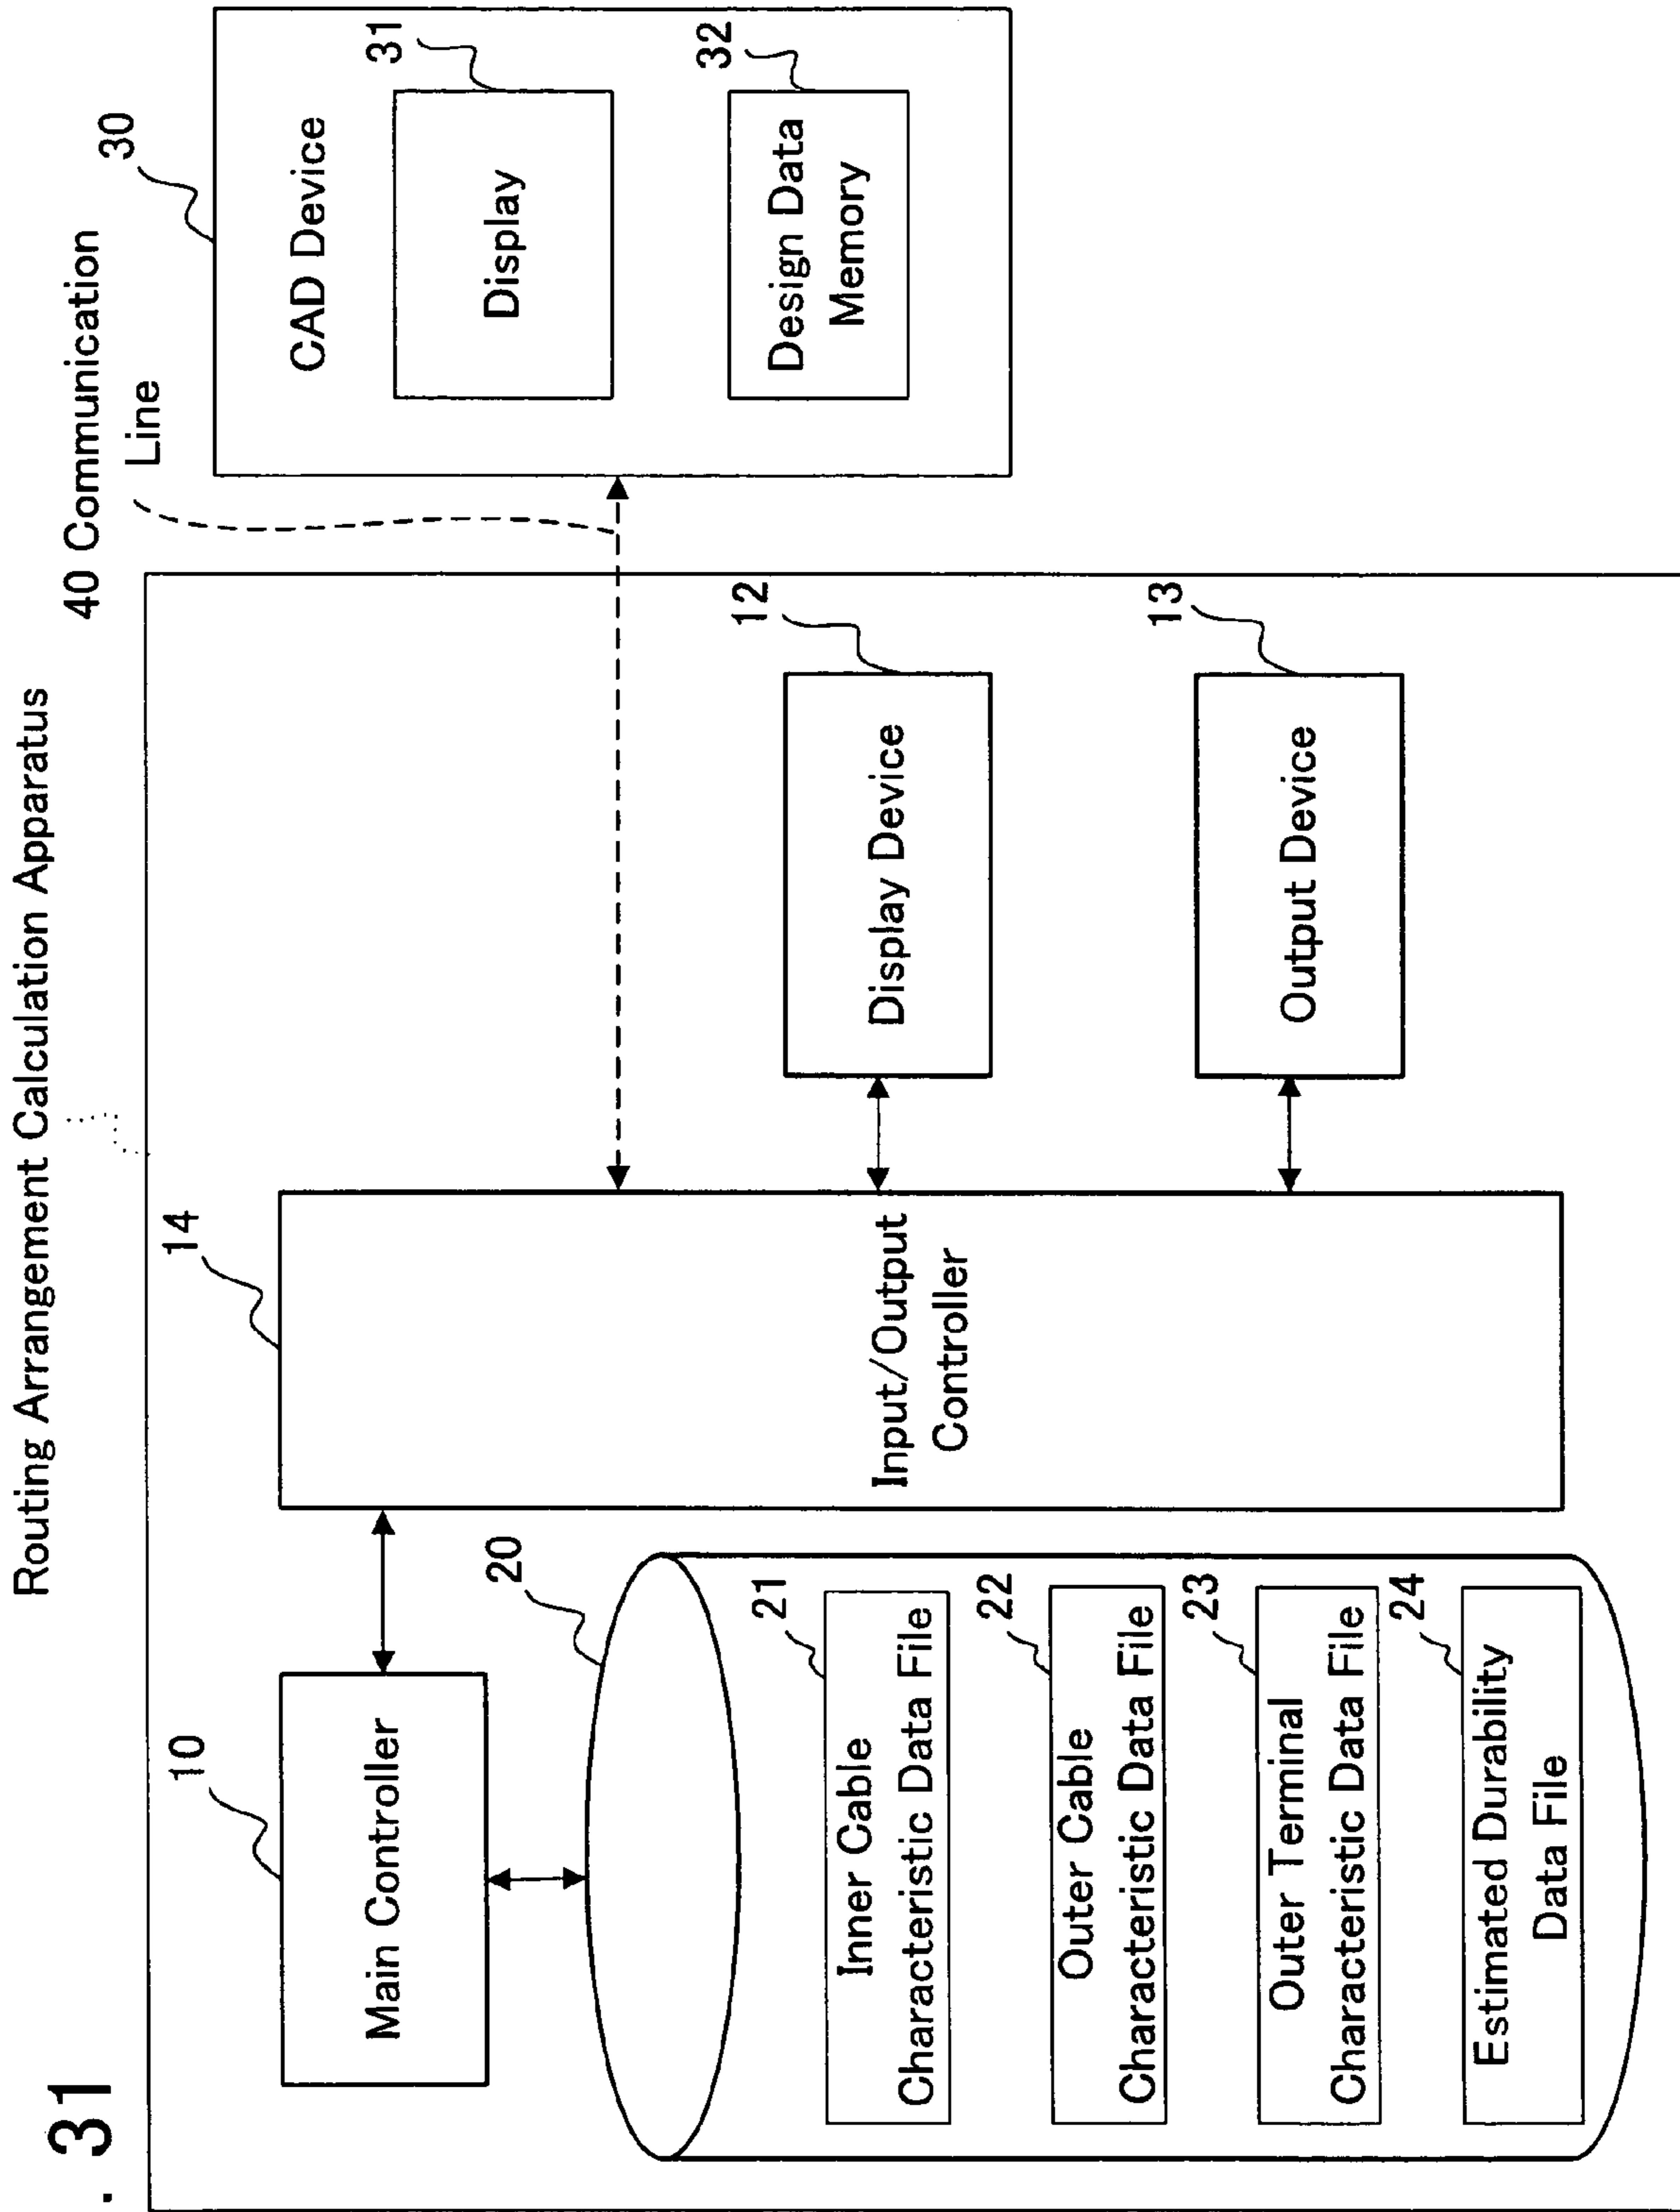 . 31
Routing Arrangement Calculation Apparatus
40 Communication
Line
30
CAD Device
31
Display
32
Design Data
Memory
10
Main Controller
14
Input/Output
Controller
12
Display Device
13
Output Device
20
21
Inner Cable
Characteristic Data File
22
Outer Cable
Characteristic Data File
23
Outer Terminal
Characteristic Data File
24
Estimated Durability
Data File